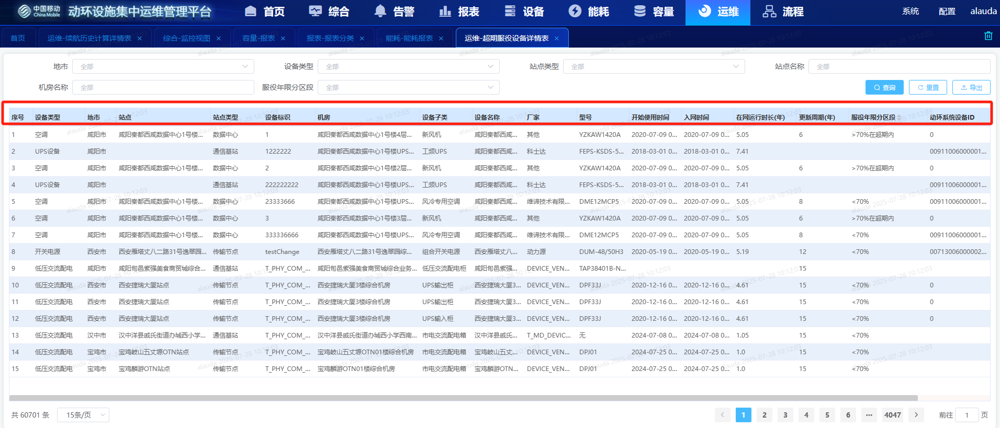 中国移动 China Mobile 动环设施集中运维管理平台 首页 综合 告警 报表 设备 能耗 容量 运维 流程 系统 配置 alauda
首页 运维-续航历史计算详情表 × 综合-监控视图 × 容量-报表 × 报表-报表分类 × 能耗-能耗报表 × 运维-超期服役设备详情表 ×
地市 全部 设备类型 全部 站点类型 全部 站点名称 全部
机房名称 全部 服役年限分区段 全部 查询 重置 导出
序号 设备类型 地市 站点 站点类型 设备标识 机房 设备子类 设备名称 厂家 型号 开始使用时间 入网时间 在网运行时长(年) 更新周期(年) 服役年限分区段 动环系统设备ID
1 空调 咸阳市 咸阳秦都西咸数据中心1号楼... 数据中心 1 咸阳秦都西咸数据中心1号楼4层... 新风机 咸阳秦都西咸... 其他 YZKAW1420A 2020-07-09 0... 2020-07-09 0... 5.05 6 >70%在超期内 0
2 UPS设备 咸阳市 通信基站 1222222 咸阳秦都西咸数据中心1号楼UPS... 工频UPS 咸阳秦都西咸... 科士达 FEPS-KSDS-5... 2018-03-01 0... 2018-03-01 0... 7.41 00911006000001...
3 空调 咸阳市 咸阳秦都西咸数据中心1号楼... 数据中心 2 咸阳秦都西咸数据中心1号楼2层... 新风机 咸阳秦都西咸... 其他 YZKAW1420A 2020-07-09 0... 2020-07-09 0... 5.05 6 >70%在超期内 0
4 UPS设备 咸阳市 通信基站 222222222 咸阳秦都西咸数据中心1号楼UPS... 工频UPS 咸阳秦都西咸... 科士达 FEPS-KSDS-5... 2018-03-01 0... 2018-03-01 0... 7.41 00911006000001...
5 空调 咸阳市 咸阳秦都西咸数据中心1号楼... 数据中心 23333666 咸阳秦都西咸数据中心1号楼UPS... 风冷专用空调 咸阳秦都西咸... 维谛技术有限... DME12MCP5 2020-07-09 0... 2020-07-09 0... 5.05 8 <70% 00911006000001...
6 空调 咸阳市 咸阳秦都西咸数据中心1号楼... 数据中心 3 咸阳秦都西咸数据中心1号楼3层... 新风机 咸阳秦都西咸... 其他 YZKAW1420A 2020-07-09 0... 2020-07-09 0... 5.05 6 >70%在超期内 0
7 空调 咸阳市 咸阳秦都西咸数据中心1号楼... 数据中心 333336666 咸阳秦都西咸数据中心1号楼UPS... 风冷专用空调 咸阳秦都西咸... 维谛技术有限... DME12MCP5 2020-07-09 0... 2020-07-09 0... 5.05 8 <70% 00911006000001...
8 开关电源 西安市 西安雁塔丈八二路31号逸翠园... 传输节点 testChange 西安雁塔丈八二路31号逸翠园综... 组合开关电源 西安雁塔丈八... 动力源 DUM-48/50H3 2020-05-19 0... 2020-05-19 0... 5.19 12 <70% 00713006000002...
9 低压交流配电 咸阳市 咸阳旬邑紫强美食商贸城综合... 通信基站 T_PHY_COM_... 咸阳旬邑紫强美食商贸城综合业务... 低压交流配电柜 咸阳旬邑紫强... DEVICE_VEN... TAP38401B-N... 15
10 低压交流配电 西安市 西安捷瑞大厦站点 传输节点 T_PHY_COM_... 西安捷瑞大厦3楼综合机房 UPS输出柜 西安捷瑞大厦3... DEVICE_VEN... DPF33J 2020-12-16 0... 2020-12-16 0... 4.61 15 <70% 0
11 低压交流配电 西安市 西安捷瑞大厦站点 传输节点 T_PHY_COM_... 西安捷瑞大厦3楼综合机房 UPS输出柜 西安捷瑞大厦3... DEVICE_VEN... DPF33J 2020-12-16 0... 2020-12-16 0... 4.61 15 <70% 0
12 低压交流配电 西安市 西安捷瑞大厦站点 传输节点 T_PHY_COM_... 西安捷瑞大厦3楼综合机房 UPS输入柜 西安捷瑞大厦3... DEVICE_VEN... DPF33J 2020-12-16 0... 2020-12-16 0... 4.61 15 <70% 0
13 低压交流配电 汉中市 汉中洋县戚氏街道办城西小学... 通信基站 T_PHY_COM_... 汉中洋县戚氏街道办城西小学西南... 市电交流配电箱 汉中洋县戚氏... T_MD_DEVIC... 无 2024-07-08 0... 2024-07-08 0... 1.05 15 <70%
14 低压交流配电 宝鸡市 宝鸡岐山五丈塬OTN站点 传输节点 T_PHY_COM_... 宝鸡岐山五丈塬OTN01楼综合机房 市电交流配电箱 宝鸡岐山五丈... DEVICE_VEN... DPJ01 2024-07-25 0... 2024-07-25 0... 1.0 15 <70%
15 低压交流配电 宝鸡市 宝鸡麟游OTN站点 传输节点 T_PHY_COM_... 宝鸡麟游OTN01楼综合机房 市电交流配电箱 宝鸡麟游OTN... DEVICE_VEN... DPJ01 2024-07-25 0... 2024-07-25 0... 1.0 15 <70%
共 60701 条 15条/页 < 1 2 3 4 5 6 ... 4047 > 前往 1 页
alauda 2025-07-28 10:12:03